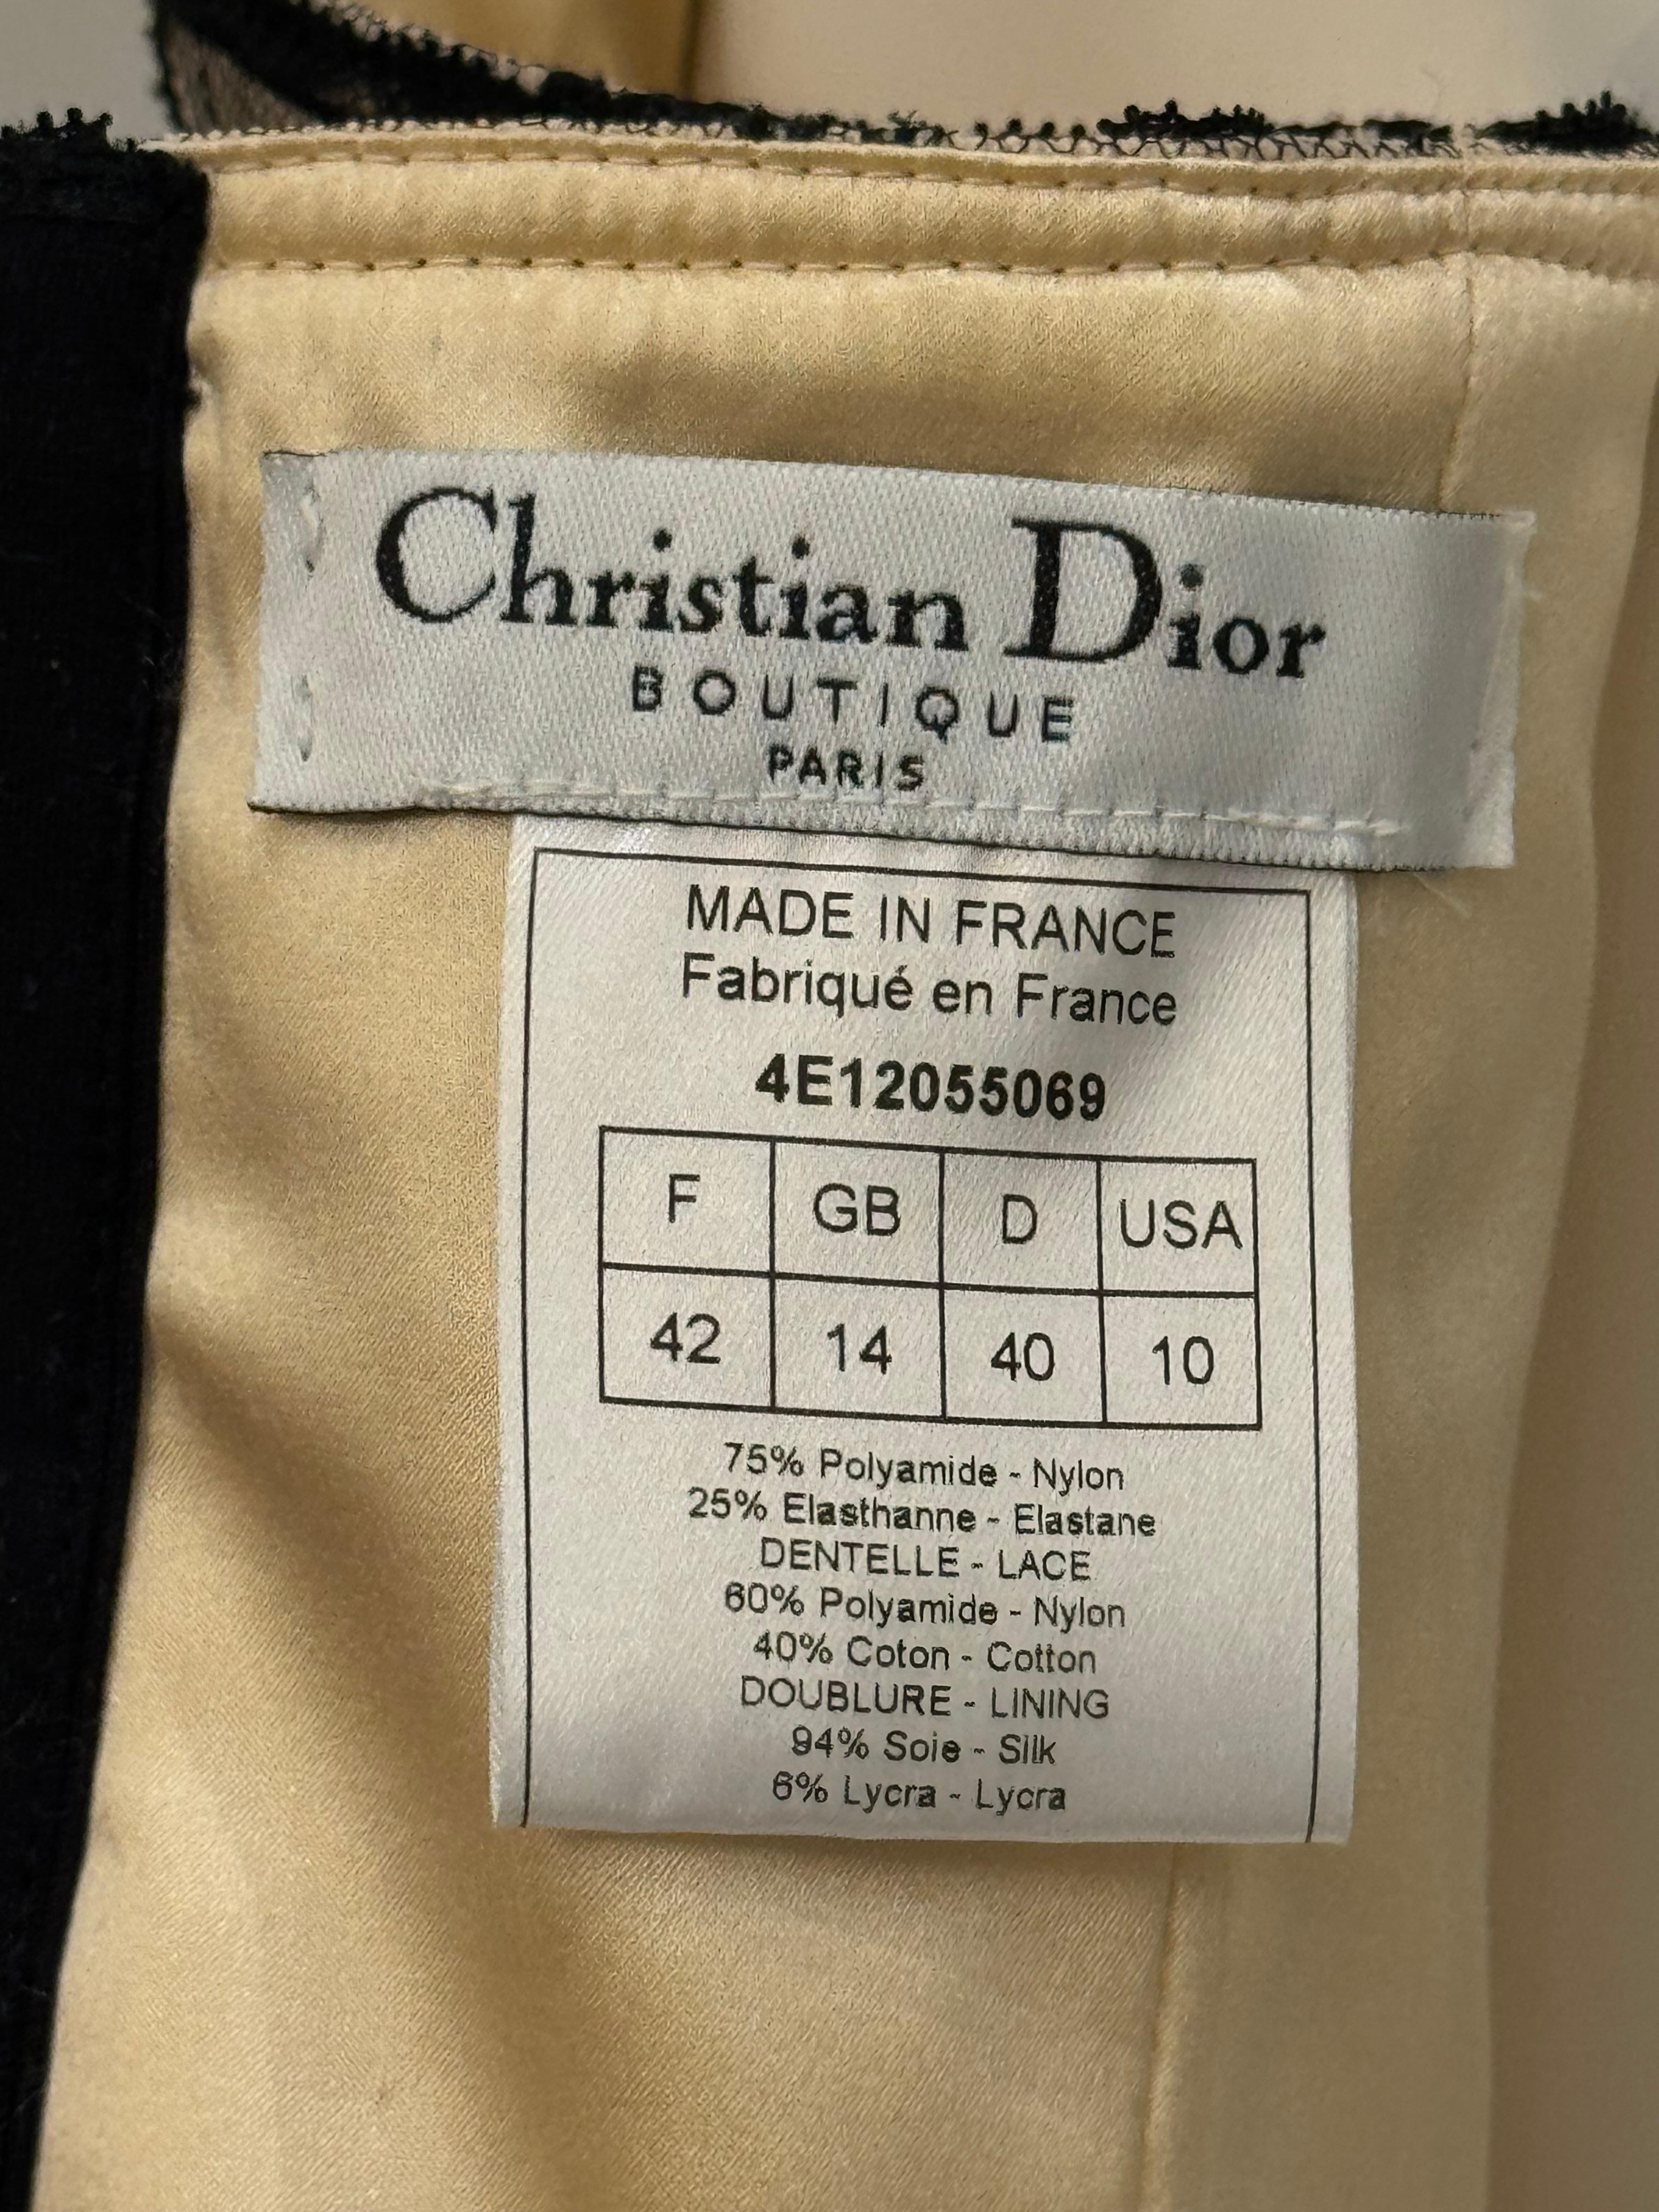 Christian Dior
BOUTIQUE
PARIS
MADE IN FRANCE
Fabriqué en France
4E12055069
F GB D USA
42 14 40 10
75% Polyamide - Nylon
25% Elasthanne - Elastane
DENTELLE - LACE
60% Polyamide - Nylon
40% Coton - Cotton
DOUBLURE - LINING
94% Soie - Silk
6% Lycra - Lycra